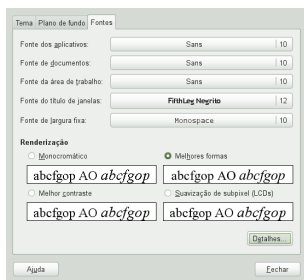 Tema Plano de fundo Fontes
Fonte dos aplicativos: Sans 10
Fonte de documentos: Sans 10
Fonte da área de trabalho: Sans 10
Fonte do título de janelas: FifthLeg Negrito 12
Fonte de largura fixa: Monospace 10
Renderização
Monocromático Melhores formas
abcfgop AO abcfgop abcfgop AO abcfgop
Melhor contraste Suavização de subpixel (LCDs)
abcfgop AO abcfgop abcfgop AO abcfgop
Detalhes...
Ajuda Fechar